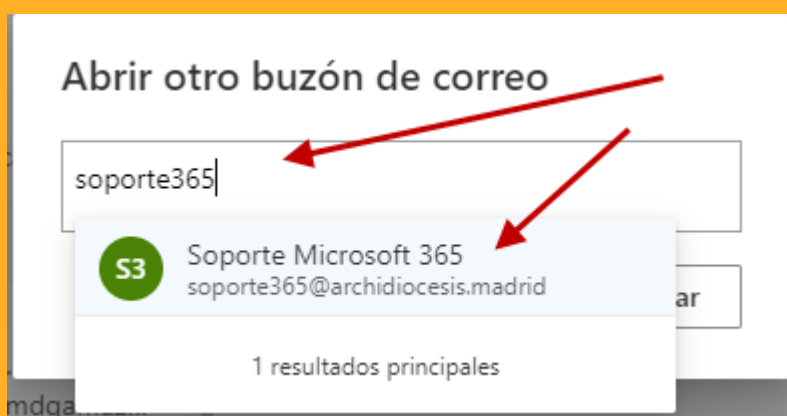 Abrir otro buzón de correo
soporte365
S3
Soporte Microsoft 365
soporte365@archidiocesis.madrid
ar
1 resultados principales